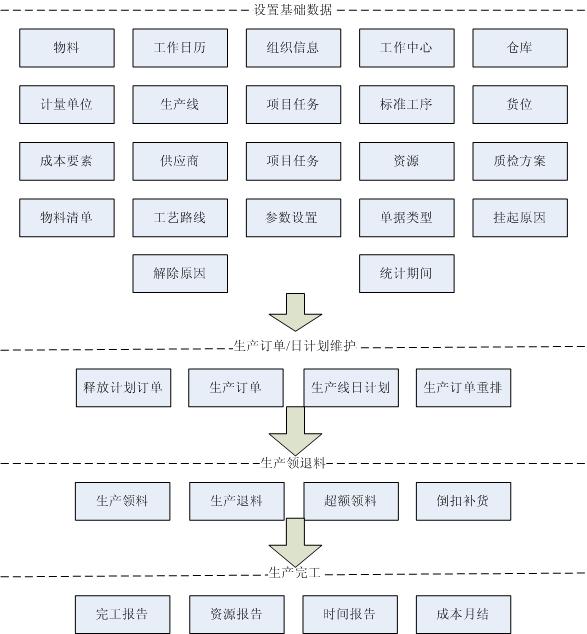 设置基础数据
物料 工作日历 组织信息 工作中心 仓库
计量单位 生产线 项目任务 标准工序 货位
成本要素 供应商 项目任务 资源 质检方案
物料清单 工艺路线 参数设置 单据类型 挂起原因
解除原因 统计期间
生产订单/日计划维护
释放计划订单 生产订单 生产线日计划 生产订单重排
生产领退料
生产领料 生产退料 超额领料 倒扣补货
生产完工
完工报告 资源报告 时间报告 成本月结